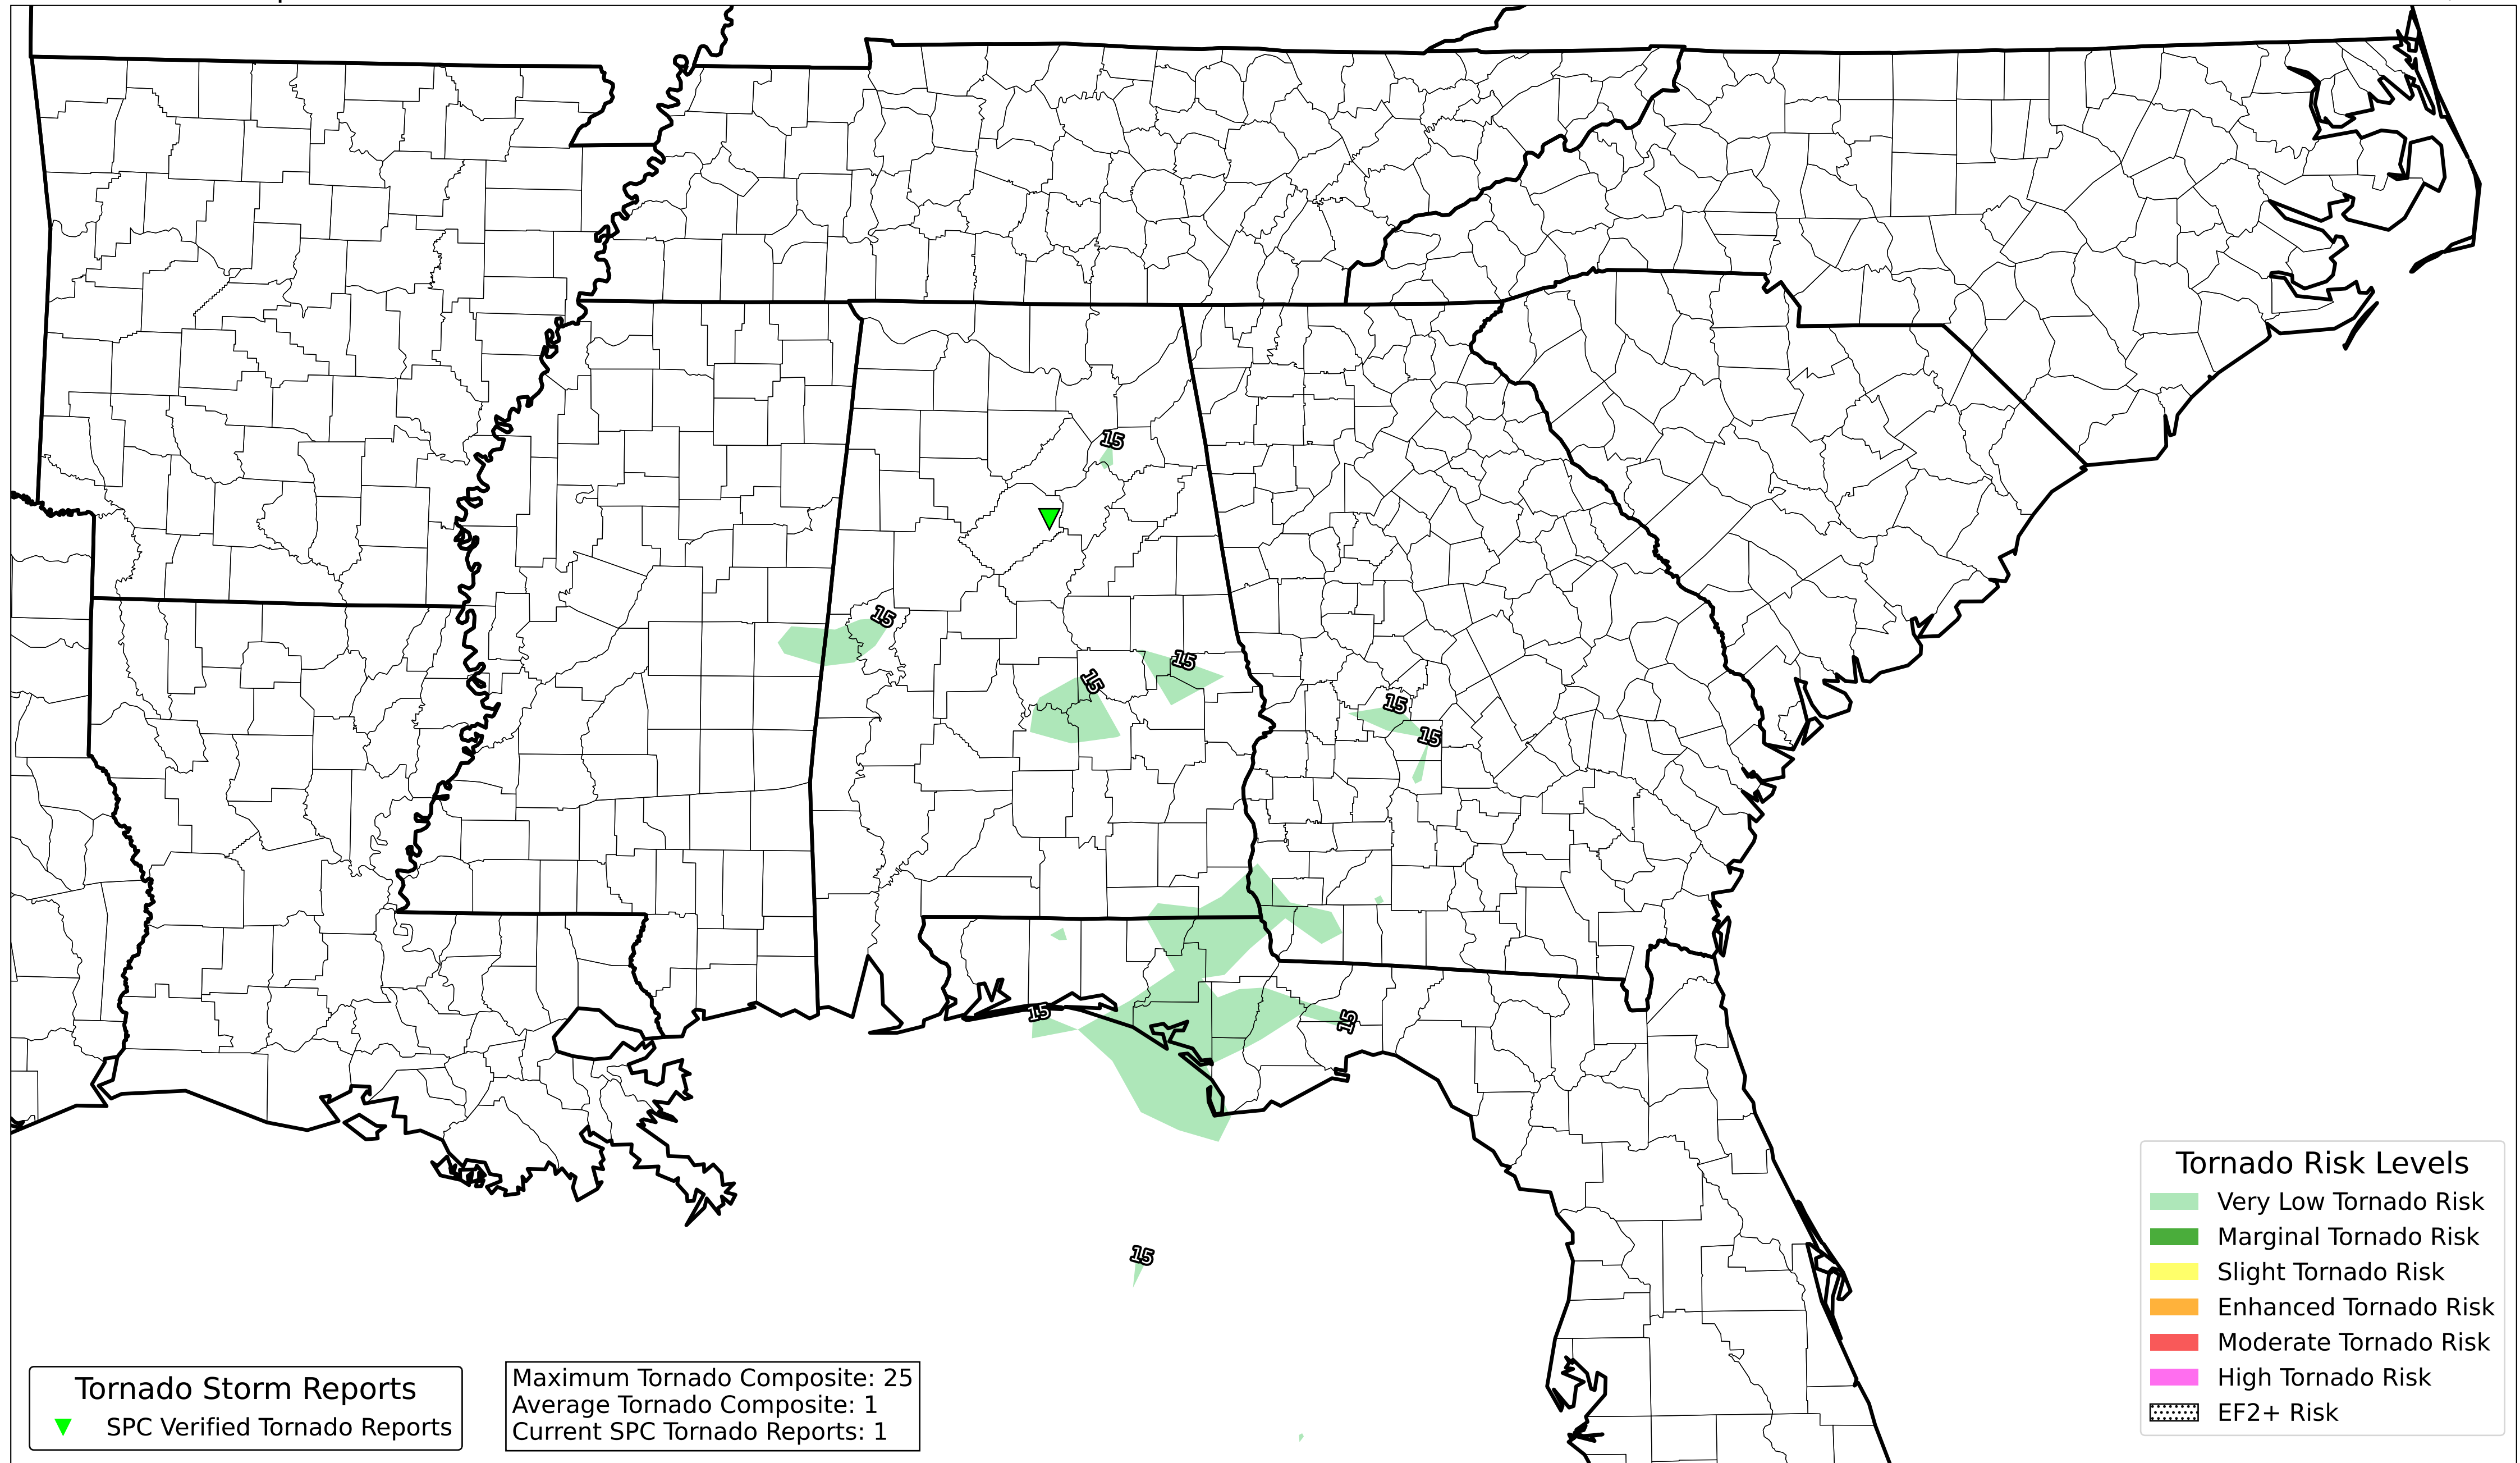 15
15
15
15
15
15
15
15
15
Tornado Risk Levels
Very Low Tornado Risk
Marginal Tornado Risk
Slight Tornado Risk
Enhanced Tornado Risk
Moderate Tornado Risk
High Tornado Risk
EF2+ Risk
Tornado Storm Reports
SPC Verified Tornado Reports
Maximum Tornado Composite: 25
Average Tornado Composite: 1
Current SPC Tornado Reports: 1